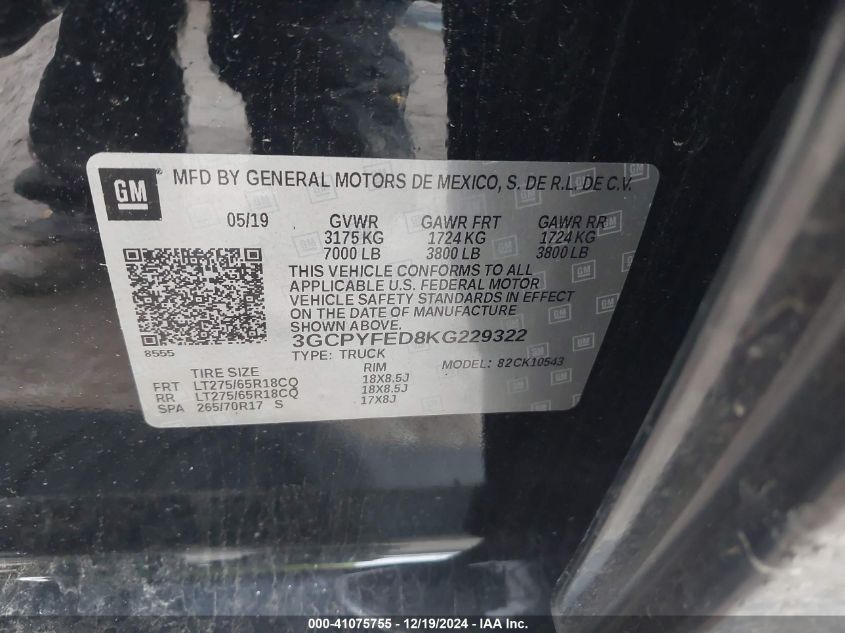 GM MFD BY GENERAL MOTORS DE MEXICO, S. DE R.L. DE C.V.
05/19 GVWR GAWR FRT GAWR RR
3175 KG 1724 KG 1724 KG
7000 LB 3800 LB 3800 LB
THIS VEHICLE CONFORMS TO ALL
APPLICABLE U.S. FEDERAL MOTOR
VEHICLE SAFETY STANDARDS IN EFFECT
ON THE DATE OF MANUFACTURE
SHOWN ABOVE.
8555
3GCPYFED8KG229322
TYPE: TRUCK MODEL: 82CK10543
TIRE SIZE RIM
FRT LT275/65R18CQ 18X8.5J
RR LT275/65R18CQ 18X8.5J
SPA 265/70R17 S 17X8J
000-41075755 - 12/19/2024 - IAA Inc.